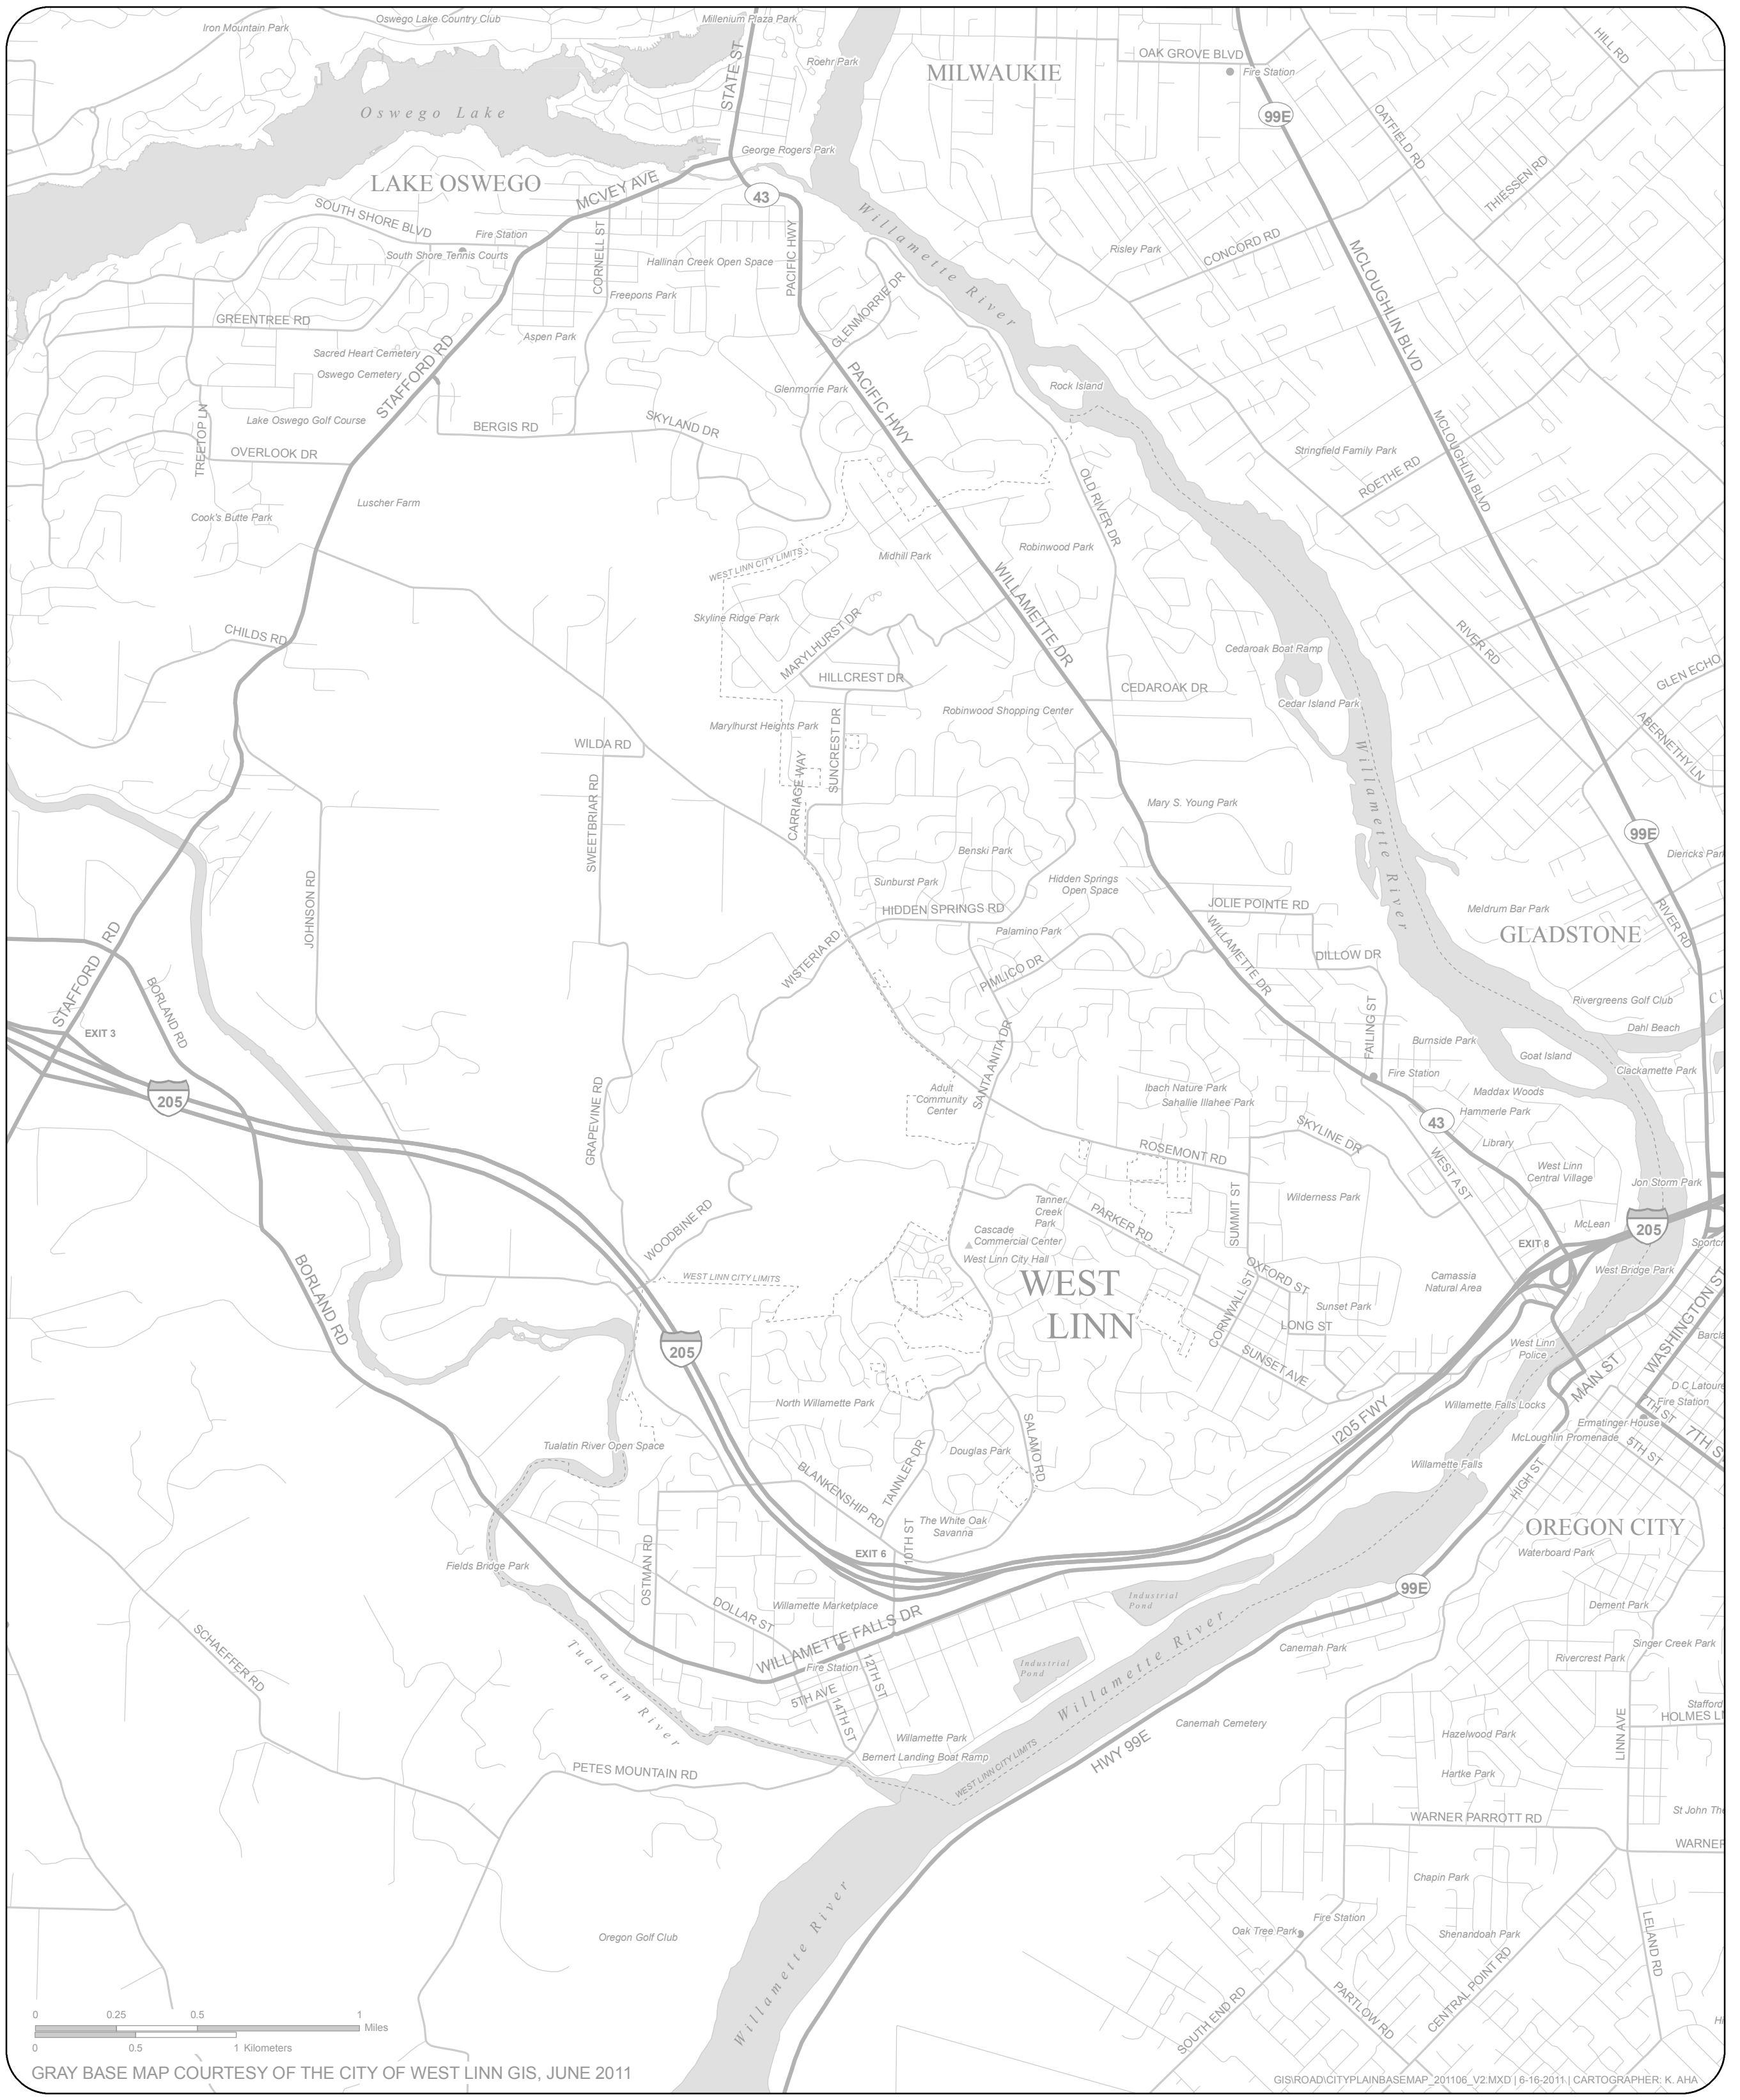 Iron Mountain Park
Oswego Lake Country Club
Millenium Plaza Park
STATE ST
Roehr Park
MILWAUKIE
OAK GROVE BLVD
Fire Station
99E
HILL RD
OATFIELD RD
THIESSEN RD
Oswego Lake
George Rogers Park
LAKE OSWEGO
MCVEY AVE
43
SOUTH SHORE BLVD
Fire Station
South Shore Tennis Courts
CORNELL ST
Hallinan Creek Open Space
PACIFIC HWY
Willamette River
Risley Park
CONCORD RD
MCLOUGHLIN BLVD
Freepons Park
GLENMORRIE DR
GREENTREE RD
Aspen Park
Sacred Heart Cemetery
Oswego Cemetery
STAFFORD RD
Glenmorrie Park
PACIFIC HWY
Rock Island
TREETOP LN
Lake Oswego Golf Course
BERGIS RD
SKYLAND DR
MCLOUGHLIN BLVD
OVERLOOK DR
Stringfield Family Park
ROETHE RD
Luscher Farm
Cook's Butte Park
OLD RIVER DR
Midhill Park
Robinwood Park
WEST LINN CITY LIMITS
WILLAMETTE DR
Skyline Ridge Park
CHILDS RD
MARYLHURST DR
HILLCREST DR
CEDAROAK DR
Cedaroak Boat Ramp
RIVER RD
GLEN ECHO
Cedar Island Park
Robinwood Shopping Center
Marylhurst Heights Park
SUNCREST DR
ABERNETHY LN
WILDA RD
CARRIAGE WAY
SWEETBRIAR RD
Willamette River
Mary S. Young Park
99E
Benski Park
Diericks Park
JOHNSON RD
Sunburst Park
Hidden Springs
Open Space
HIDDEN SPRINGS RD
JOLIE POINTE RD
Meldrum Bar Park
RIVER RD
GLADSTONE
Palamino Park
WISTERIA RD
WILLAMETTE DR
DILLOW DR
STAFFORD RD
BORLAND RD
PIMLICO DR
Rivergreens Golf Club
EXIT 3
FAILING ST
Dahl Beach
SANTA ANITA DR
Burnside Park
Goat Island
205
Fire Station
Clackamette Park
Adult
Community
Center
Ibach Nature Park
Sahallie Illahee Park
Maddax Woods
Hammerle Park
43
GRAPEVINE RD
SKYLINE DR
Library
ROSEMONT RD
WEST A ST
West Linn
Central Village
Jon Storm Park
Tanner
Creek
Park
SUMMIT ST
Wilderness Park
PARKER RD
McLean
205
WOODBINE RD
Cascade
Commercial Center
West Linn City Hall
EXIT 8
Sportcr
West Bridge Park
WEST LINN CITY LIMITS
WEST
LINN
OXFORD ST
Camassia
Natural Area
BORLAND RD
CORNWALL ST
Sunset Park
WASHINGTON ST
LONG ST
205
West Linn
Police
Barcla
SUNSET AVE
MAIN ST
D C Latoure
Fire Station
North Willamette Park
I205 FWY
Willamette Falls Locks
Ermatinger House
TH ST
7TH S
McLoughlin Promenade
5TH ST
Tualatin River Open Space
Douglas Park
SALAMO RD
TANNLER DR
BLANKENSHIP RD
Willamette Falls
HIGH ST
The White Oak
Savanna
OREGON CITY
10TH ST
EXIT 6
Waterboard Park
Fields Bridge Park
OSTMAN RD
99E
Industrial
Pond
DOLLAR ST
Willamette Marketplace
Dement Park
WILLAMETTE FALLS DR
SCHAEFFER RD
Tualatin River
Fire Station
12TH ST
Industrial
Pond
Willamette River
Canemah Park
Singer Creek Park
Rivercrest Park
5TH AVE
14TH ST
Stafford
HOLMES LN
Canemah Cemetery
LINN AVE
Willamette Park
Hazelwood Park
Bernert Landing Boat Ramp
HWY 99E
PETES MOUNTAIN RD
WEST LINN CITY LIMITS
Hartke Park
WARNER PARROTT RD
St John Th
WARNER
Chapin Park
Willamette River
Oregon Golf Club
Oak Tree Park
Fire Station
Shenandoah Park
LELAND RD
SOUTH END RD
PARTLOW RD
CENTRAL POINT RD
0 0.25 0.5 1
Miles
0 0.5 1 Kilometers
GRAY BASE MAP COURTESY OF THE CITY OF WEST LINN GIS, JUNE 2011
GIS\ROAD\CITYPLAINBASEMAP_201106_V2.MXD | 6-16-2011 | CARTOGRAPHER: K. AHA